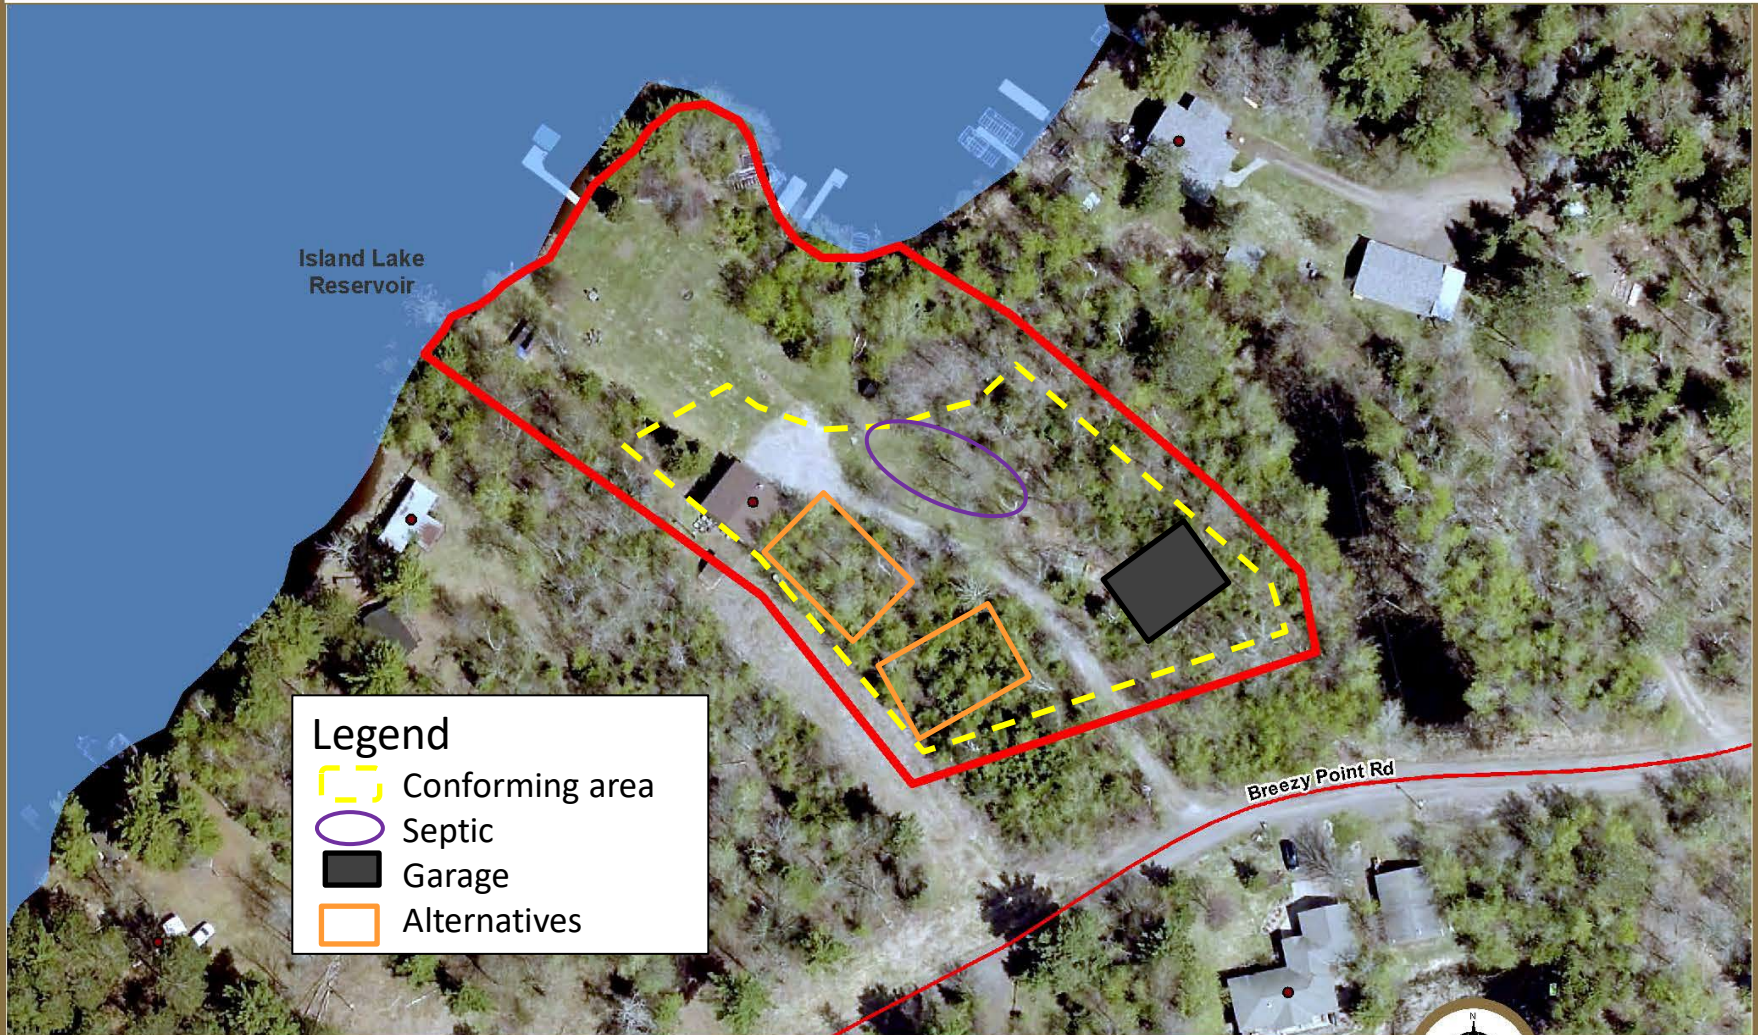 Island Lake
Reservoir
Breezy Point Rd
Legend
Conforming area
Septic
Garage
Alternatives
N